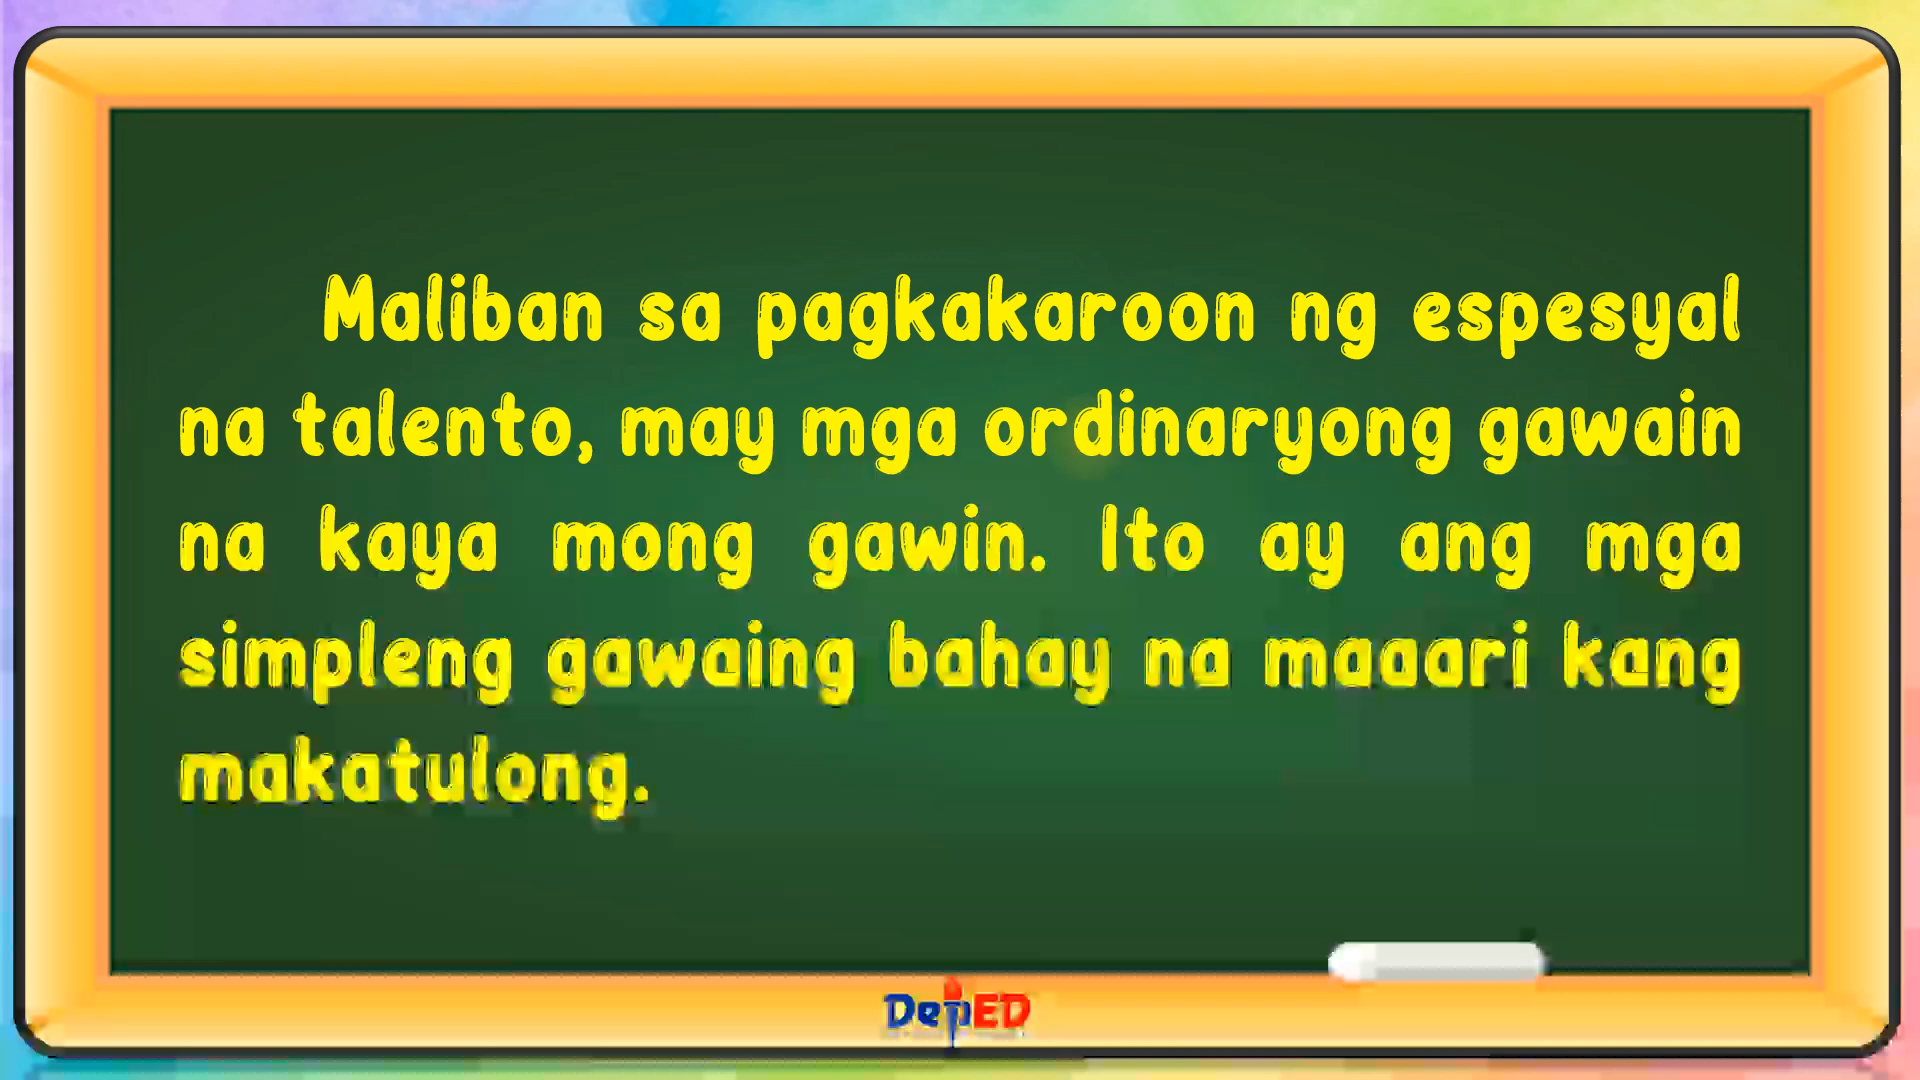 Maliban sa pagkakaroon ng espesyal
na talento, may mga ordinaryong gawain
na kaya mong gawin. Ito ay ang mga
simpleng gawaing bahay na maaari kang
makatulong.
DepED